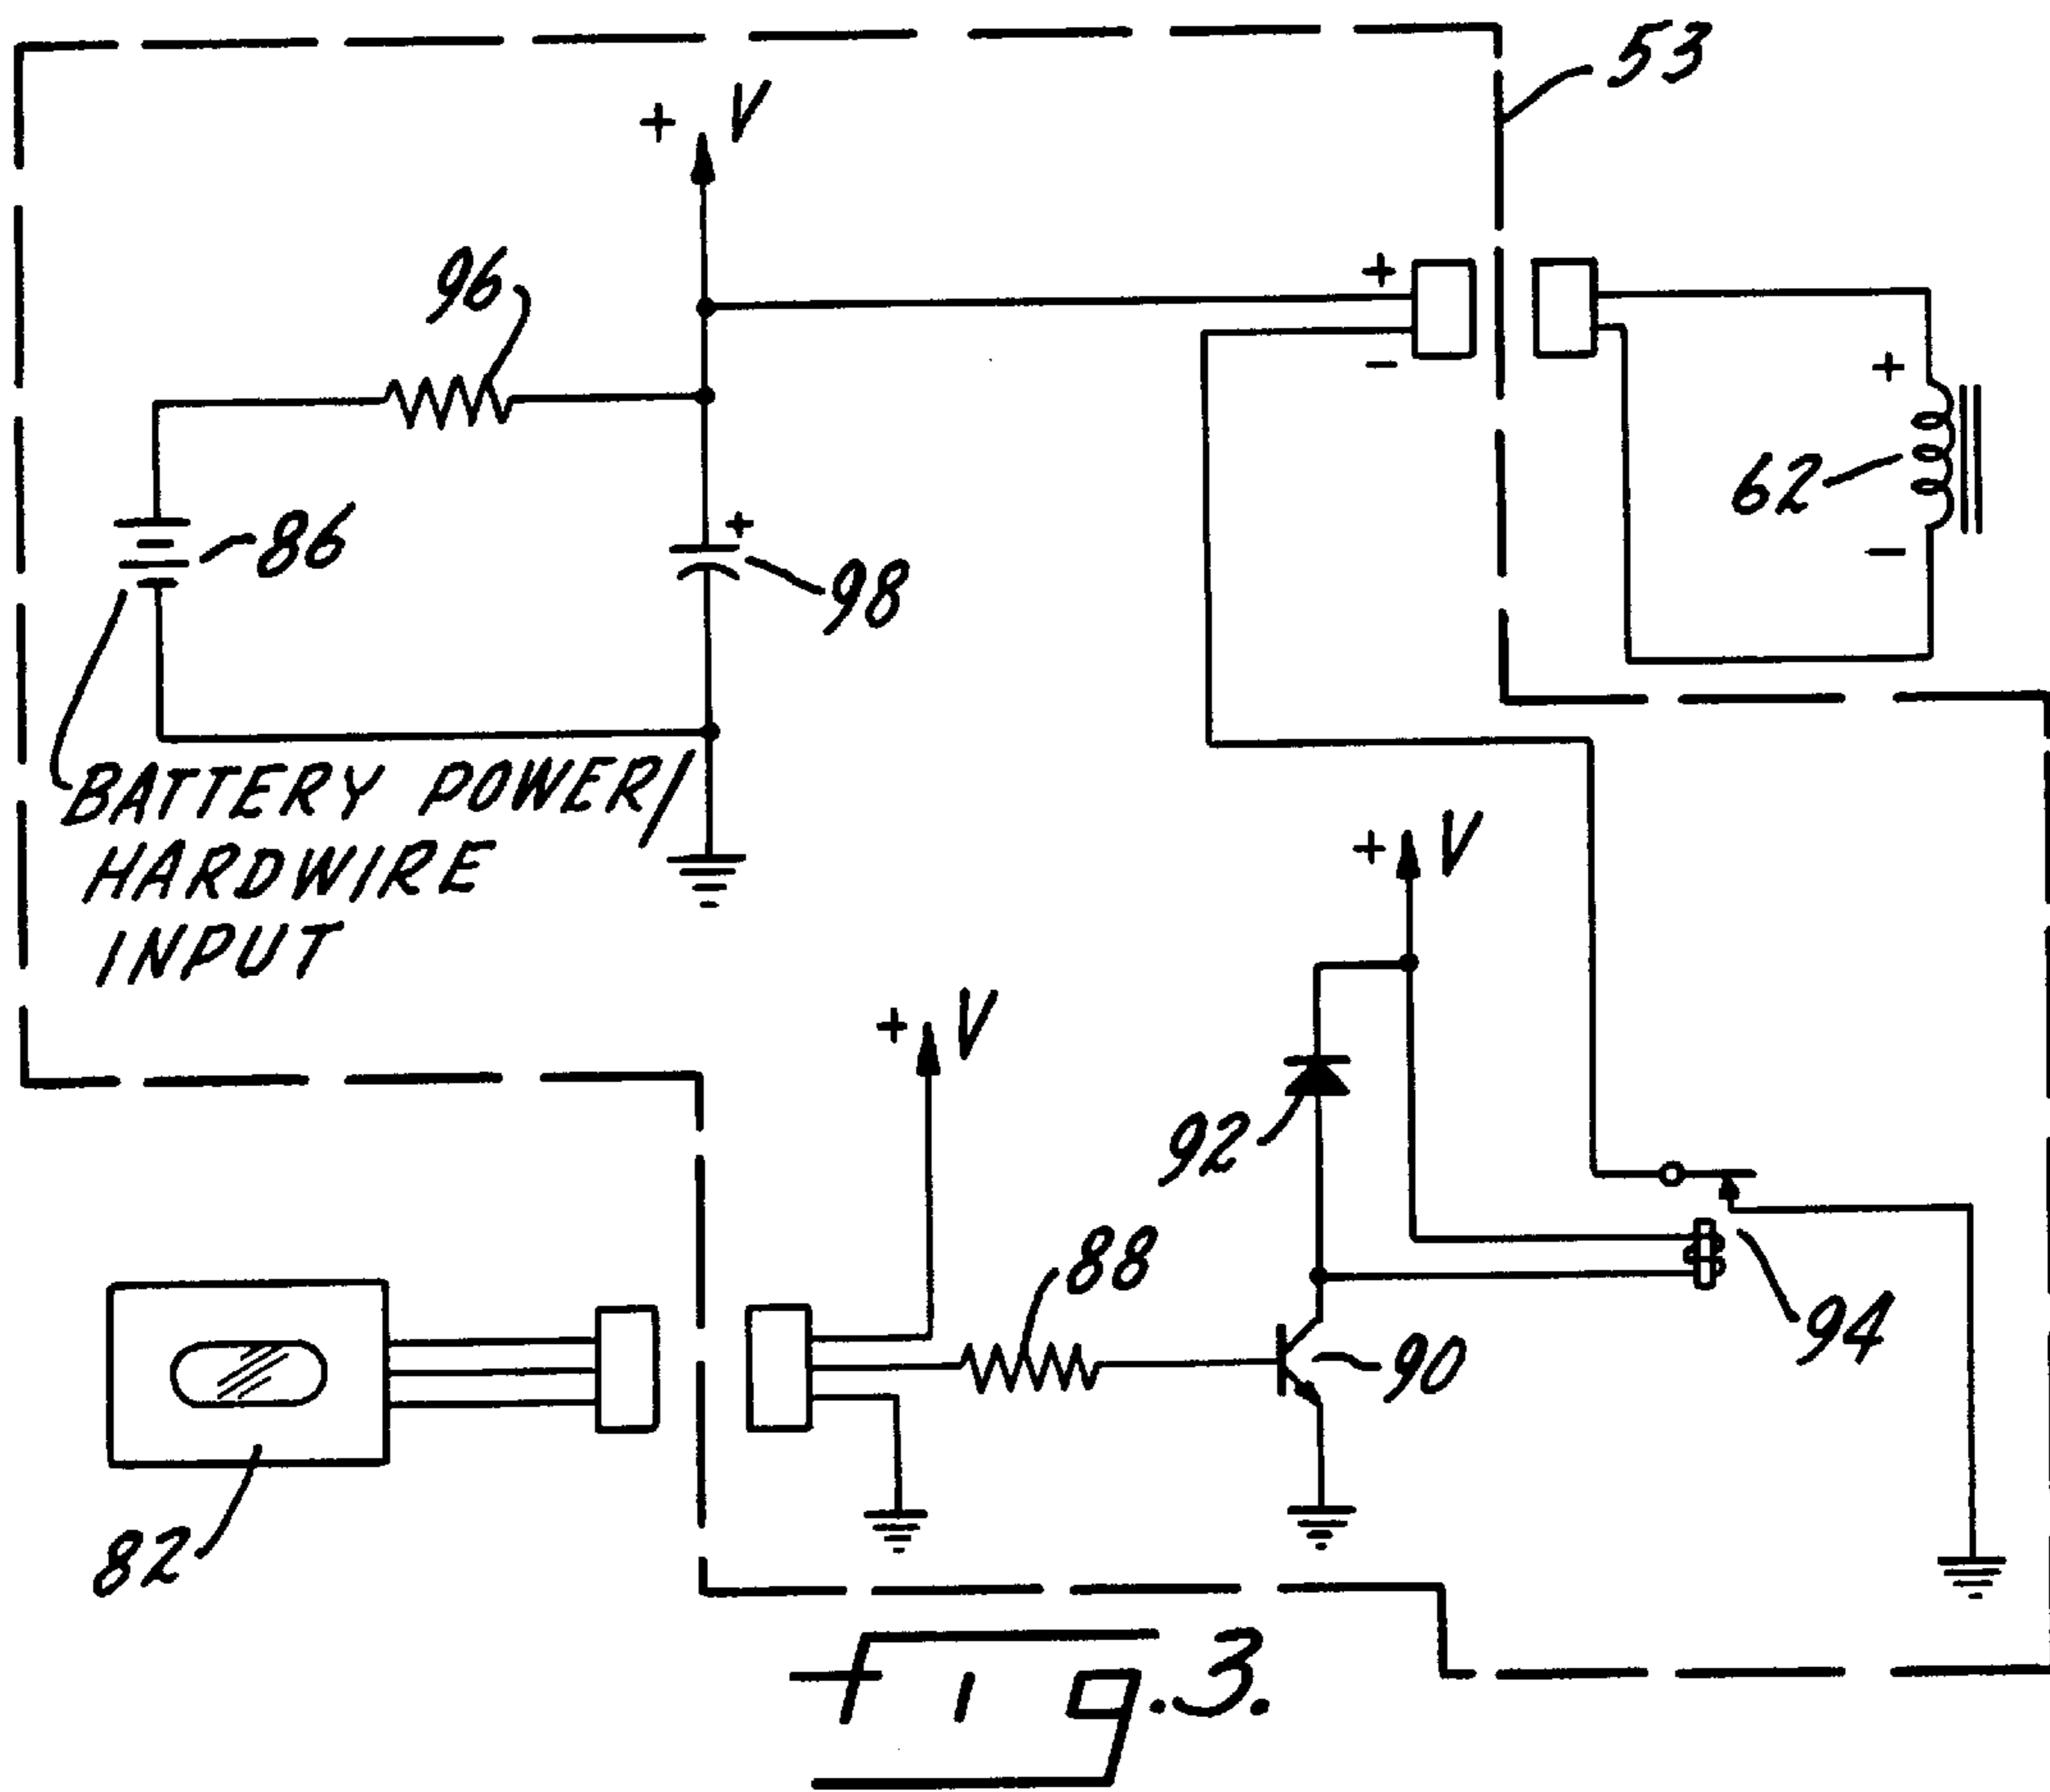 53
+ V
96
+
-
+
62
-
86
+
98
BATTERY POWER/
HARDWIRE
INPUT
+ V
+ V
92
88
94
90
82
Fig.3.